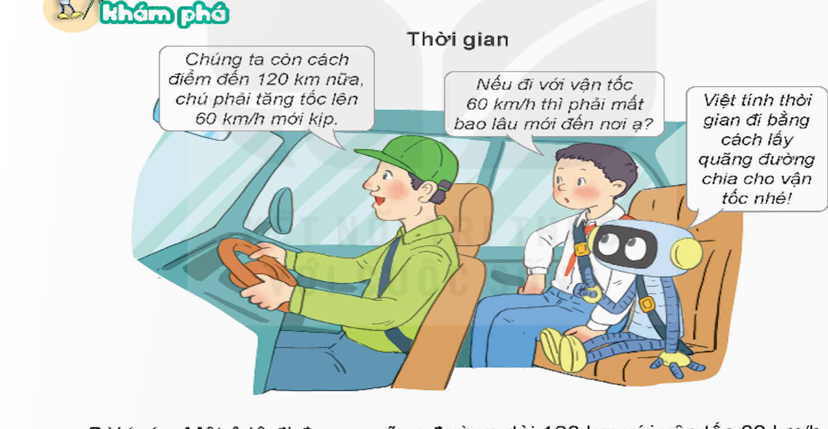 khám phá
Thời gian
Chúng ta còn cách
điểm đến 120 km nữa,
chú phải tăng tốc lên
60 km/h mới kịp.
Nếu đi với vận tốc
60 km/h thì phải mất
bao lâu mới đến nơi ạ?
Việt tính thời
gian đi bằng
cách lấy
quãng đường
chia cho vận
tốc nhé!